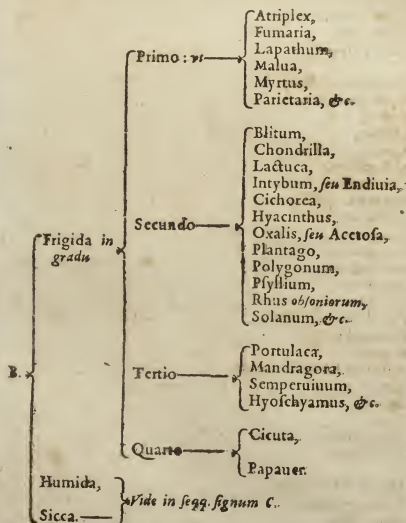 Primo: vt
Atriplex,
Fumaria,
Lapathum,
Malua,
Myrtus,
Parietaria, &c.
Secundo
Blitum,
Chondrilla,
Lactuca,
Intybum, ſeu Endiuia,
Cichorea,
Hyacinthus,
Oxalis, ſeu Acetoſa,
Plantago,
Polygonum,
Pſyllium,
Rhus obſoniorum,
Solanum, &c.
B.
Frigida in
gradu
Tertio
Portulaca,
Mandragora,
Semperuiuum,
Hyoſchyamus, &c.
Quarto
Cicuta,
Papauer.
Humida,
Sicca.
Vide in ſeqq. ſignum C.